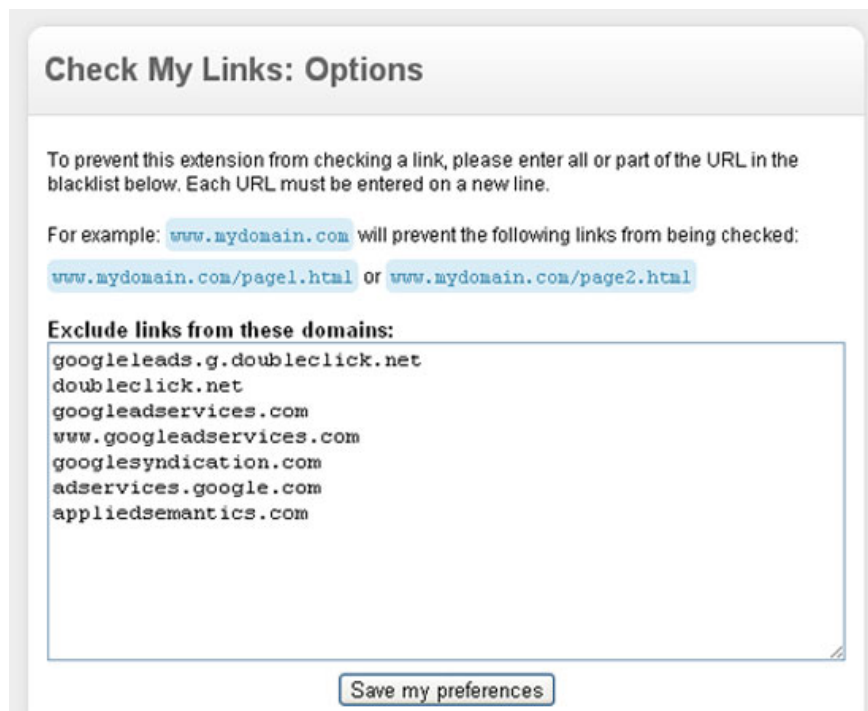 Check My Links: Options
To prevent this extension from checking a link, please enter all or part of the URL in the
blacklist below. Each URL must be entered on a new line.
For example: www.mydomain.com will prevent the following links from being checked:
www.mydomain.com/page1.html or www.mydomain.com/page2.html
Exclude links from these domains:
googleleads.g.doubleclick.net
doubleclick.net
googleadservices.com
www.googleadservices.com
googlesyndication.com
adservices.google.com
appliedsemantics.com
Save my preferences